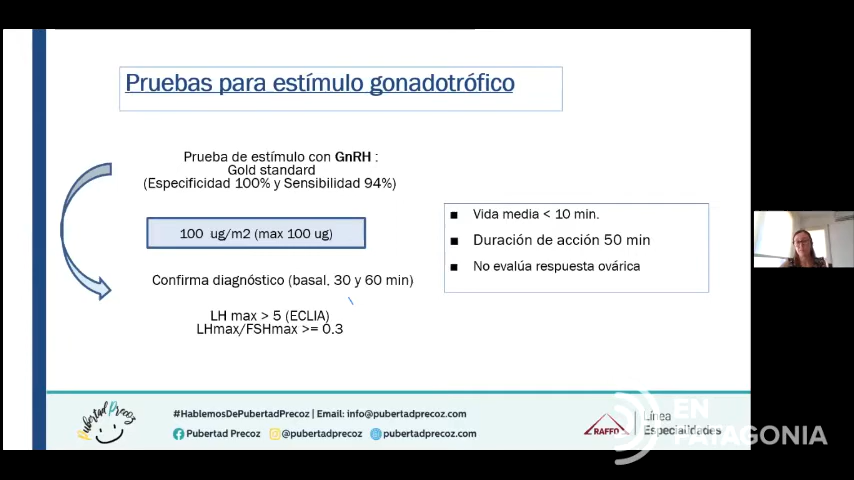 Pruebas para estímulo gonadotrófico
Prueba de estímulo con GnRH :
Gold standard
(Especificidad 100% y Sensibilidad 94%)
100 ug/m2 (max 100 ug)
Confirma diagnóstico (basal, 30 y 60 min)
LH max > 5 (ECLIA)
LHmax/FSHmax >= 0.3
■ Vida media < 10 min.
■ Duración de acción 50 min
■ No evalúa respuesta ovárica
Pubertad Precoz
#HablemosDePubertadPrecoz | Email: info@pubertadprecoz.com
Pubertad Precoz @pubertadprecoz pubertadprecoz.com
RAFFO
Línea
Especialidades
EN
PATAGONIA